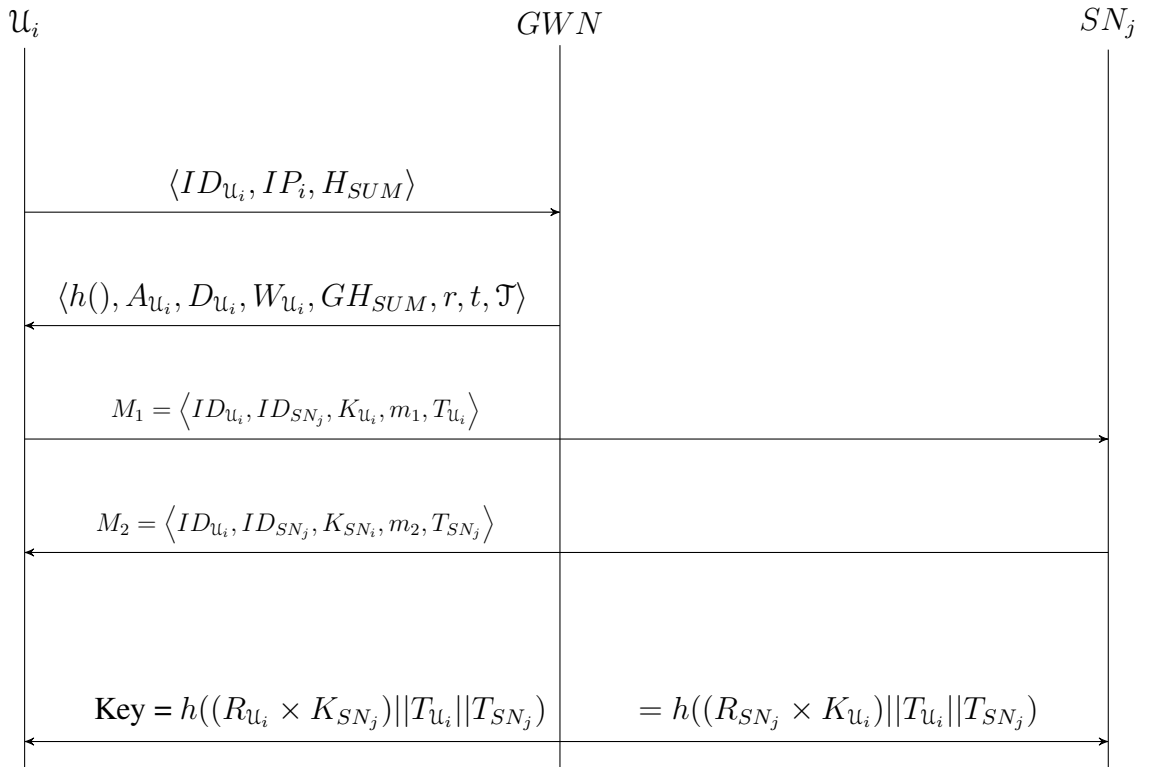 𝔘ᵢ GWN SNⱼ
⟨ID_{𝔘_i}, IP_i, H_{SUM}⟩
⟨h(), A_{𝔘_i}, D_{𝔘_i}, W_{𝔘_i}, GH_{SUM}, r, t, 𝔗⟩
M_1 = ⟨ID_{𝔘_i}, ID_{SN_j}, K_{𝔘_i}, m_1, T_{𝔘_i}⟩
M_2 = ⟨ID_{𝔘_i}, ID_{SN_j}, K_{SN_i}, m_2, T_{SN_j}⟩
Key = h((R_{𝔘_i} × K_{SN_j})||T_{𝔘_i}||T_{SN_j}) = h((R_{SN_j} × K_{𝔘_i})||T_{𝔘_i}||T_{SN_j})